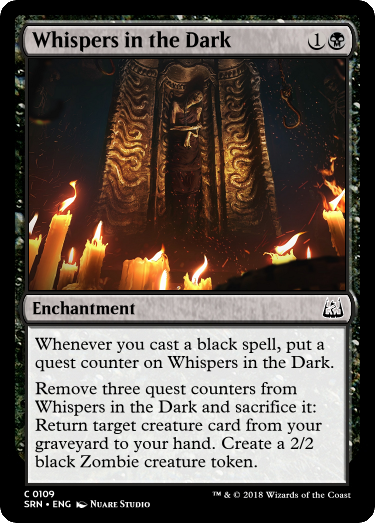 Whispers in the Dark 1
Enchantment
Whenever you cast a black spell, put a
quest counter on Whispers in the Dark.
Remove three quest counters from
Whispers in the Dark and sacrifice it:
Return target creature card from your
graveyard to your hand. Create a 2/2
black Zombie creature token.
C 0109
SRN • ENG Nuare Studio
™ & © 2018 Wizards of the Coast